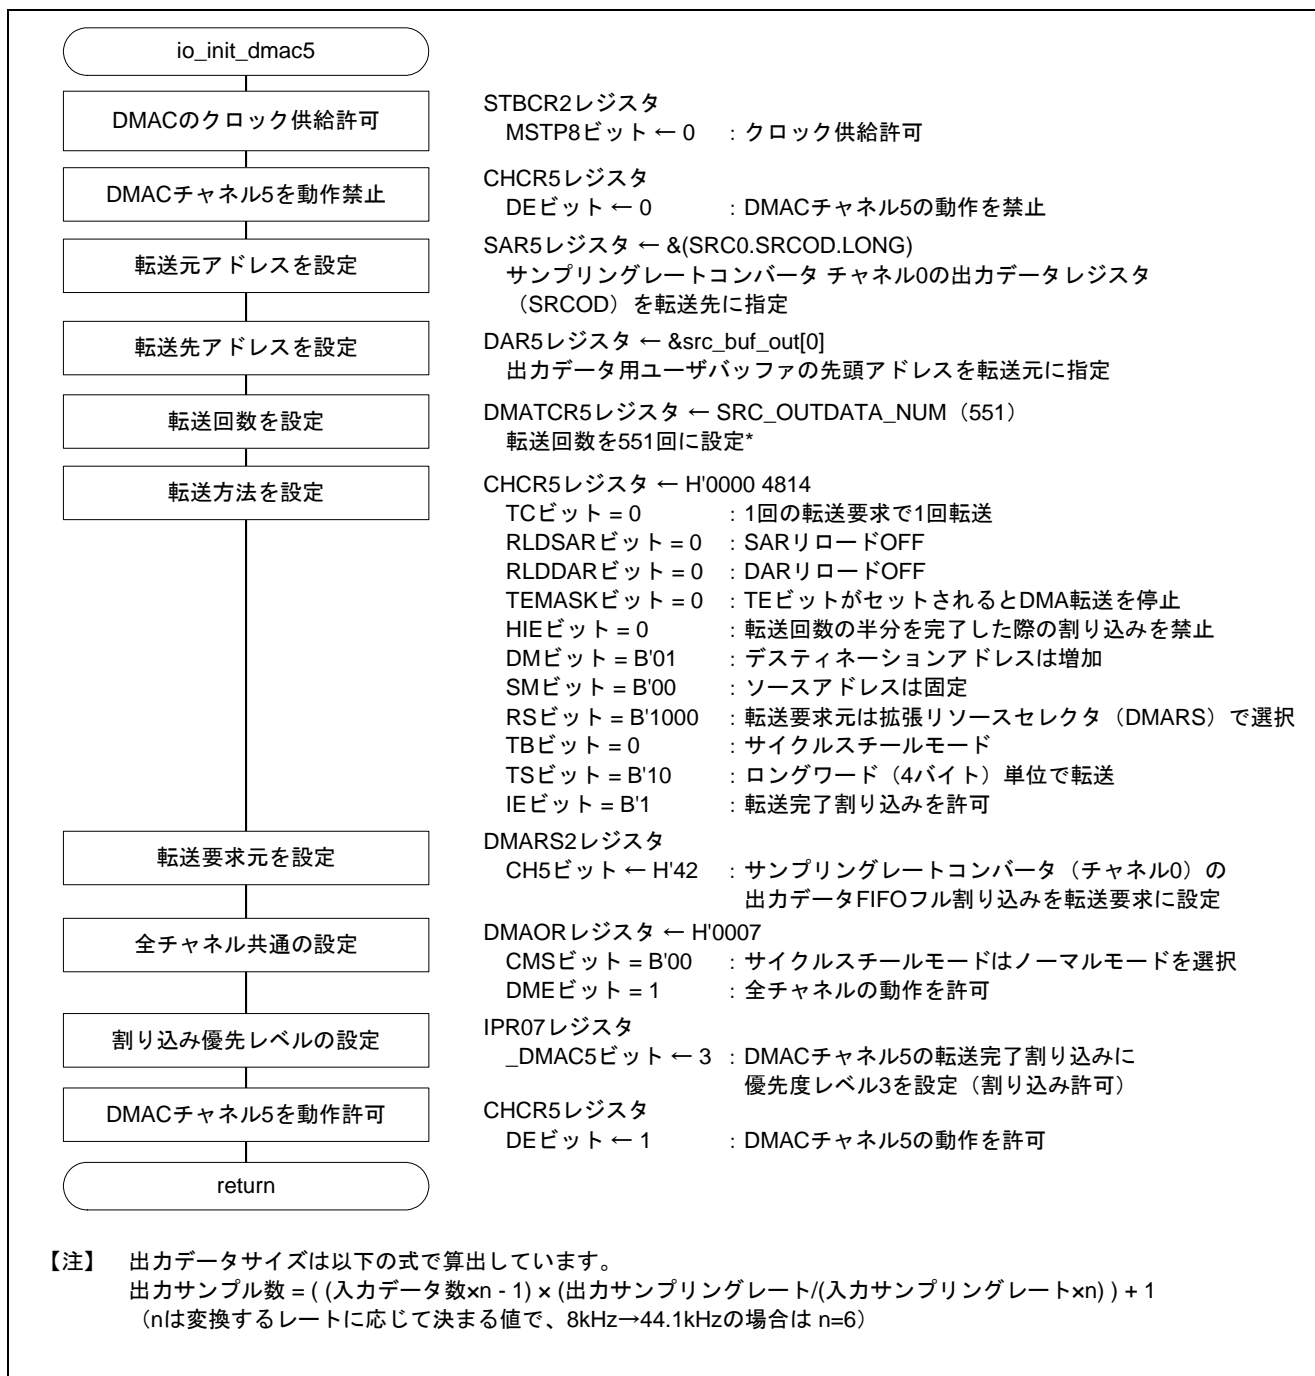 io_init_dmac5
DMACのクロック供給許可
STBCR2レジスタ
MSTP8ビット ← 0 : クロック供給許可
DMACチャネル5を動作禁止
CHCR5レジスタ
DEビット ← 0 : DMACチャネル5の動作を禁止
転送元アドレスを設定
SAR5レジスタ ← &(SRC0.SRCOD.LONG)
サンプリングレートコンバータ チャネル0の出力データレジスタ
（SRCOD）を転送先に指定
転送先アドレスを設定
DAR5レジスタ ← &src_buf_out[0]
出力データ用ユーザバッファの先頭アドレスを転送元に指定
転送回数を設定
DMATCR5レジスタ ← SRC_OUTDATA_NUM（551）
転送回数を551回に設定*
転送方法を設定
CHCR5レジスタ ← H'0000 4814
TCビット = 0 : 1回の転送要求で1回転送
RLDSARビット = 0 : SARリロードOFF
RLDDARビット = 0 : DARリロードOFF
TEMASKビット = 0 : TEビットがセットされるとDMA転送を停止
HIEビット = 0 : 転送回数の半分を完了した際の割り込みを禁止
DMビット = B'01 : デスティネーションアドレスは増加
SMビット = B'00 : ソースアドレスは固定
RSビット = B'1000 : 転送要求元は拡張リソースセレクタ（DMARS）で選択
TBビット = 0 : サイクルスチールモード
TSビット = B'10 : ロングワード（4バイト）単位で転送
IEビット = B'1 : 転送完了割り込みを許可
転送要求元を設定
DMARS2レジスタ
CH5ビット ← H'42 : サンプリングレートコンバータ（チャネル0）の
出力データFIFOフル割り込みを転送要求に設定
全チャネル共通の設定
DMAORレジスタ ← H'0007
CMSビット = B'00 : サイクルスチールモードはノーマルモードを選択
DMEビット = 1 : 全チャネルの動作を許可
割り込み優先レベルの設定
IPR07レジスタ
_DMAC5ビット ← 3 : DMACチャネル5の転送完了割り込みに
優先度レベル3を設定（割り込み許可）
DMACチャネル5を動作許可
CHCR5レジスタ
DEビット ← 1 : DMACチャネル5の動作を許可
return
【注】 出力データサイズは以下の式で算出しています。
出力サンプル数 = ( (入力データ数×n - 1) × (出力サンプリングレート/(入力サンプリングレート×n) ) + 1
（nは変換するレートに応じて決まる値で、8kHz→44.1kHzの場合は n=6）